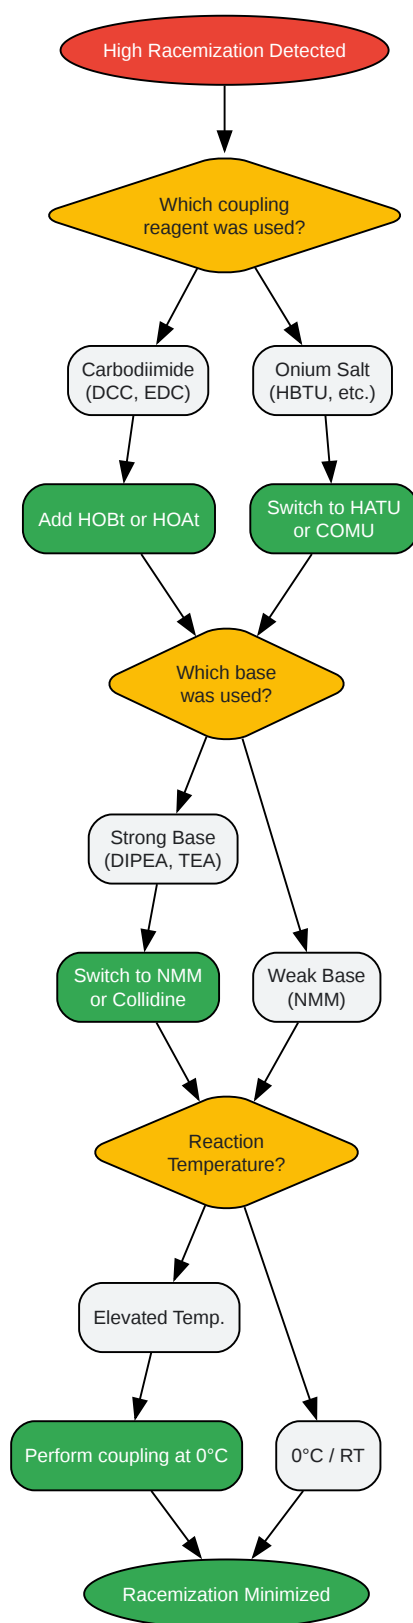 High Racemization Detected
Which coupling
reagent was used?
Carbodiimide
(DCC, EDC)
Onium Salt
(HBTU, etc.)
Add HOBt or HOAt
Switch to HATU
or COMU
Which base
was used?
Strong Base
(DIPEA, TEA)
Switch to NMM
or Collidine
Weak Base
(NMM)
Reaction
Temperature?
Elevated Temp.
Perform coupling at 0°C
0°C / RT
Racemization Minimized